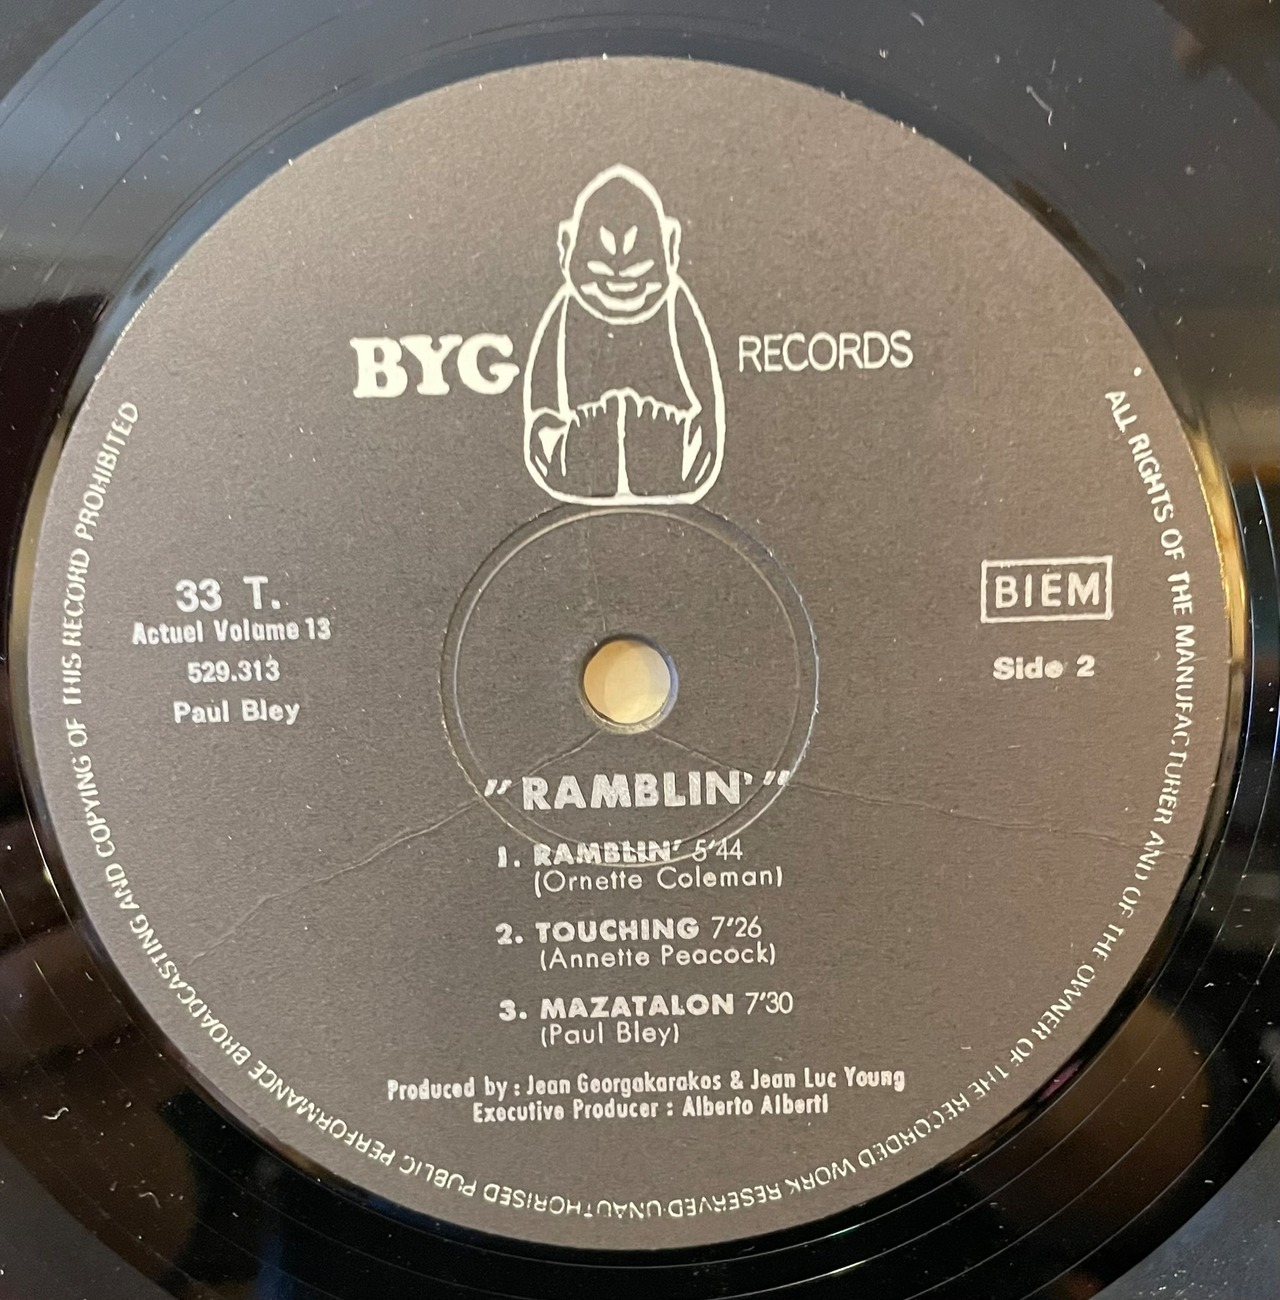 BYG RECORDS
33 T.
Actuel Volume 13
529.313
Paul Bley
BIEM
Side 2
"RAMBLIN'"
1. RAMBLIN' 5'44
(Ornette Coleman)
2. TOUCHING 7'26
(Annette Peacock)
3. MAZATALON 7'30
(Paul Bley)
Produced by : Jean Georgakarakos & Jean Luc Young
Executive Producer : Alberto Alberti
ALL RIGHTS OF THE MANUFACTURER AND OF THE OWNER OF THE RECORDED WORK RESERVED·UNAUTHORISED PUBLIC PERFORMANCE BROADCASTING AND COPYING OF THIS RECORD PROHIBITED